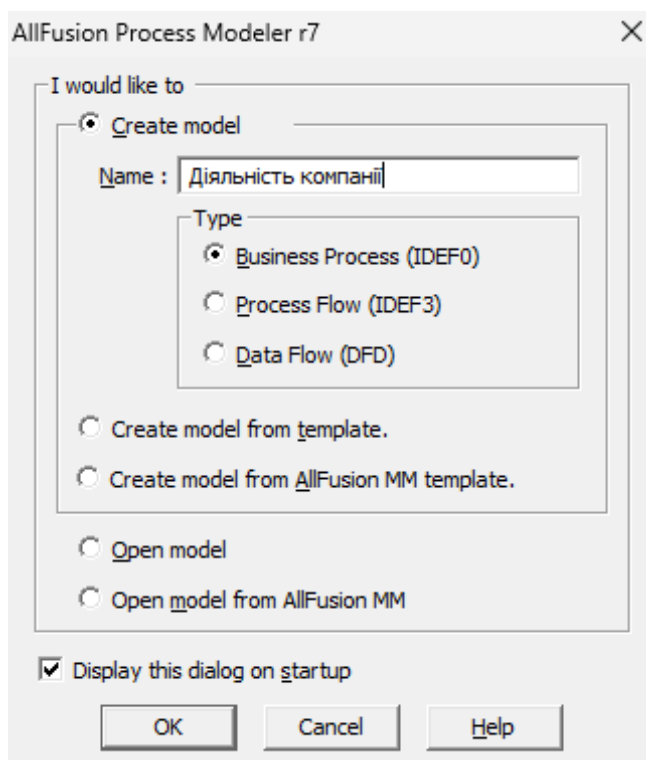 AllFusion Process Modeler r7
I would like to
Create model
Name : Діяльність компанії
Type
Business Process (IDEF0)
Process Flow (IDEF3)
Data Flow (DFD)
Create model from template.
Create model from AllFusion MM template.
Open model
Open model from AllFusion MM
Display this dialog on startup
OK Cancel Help